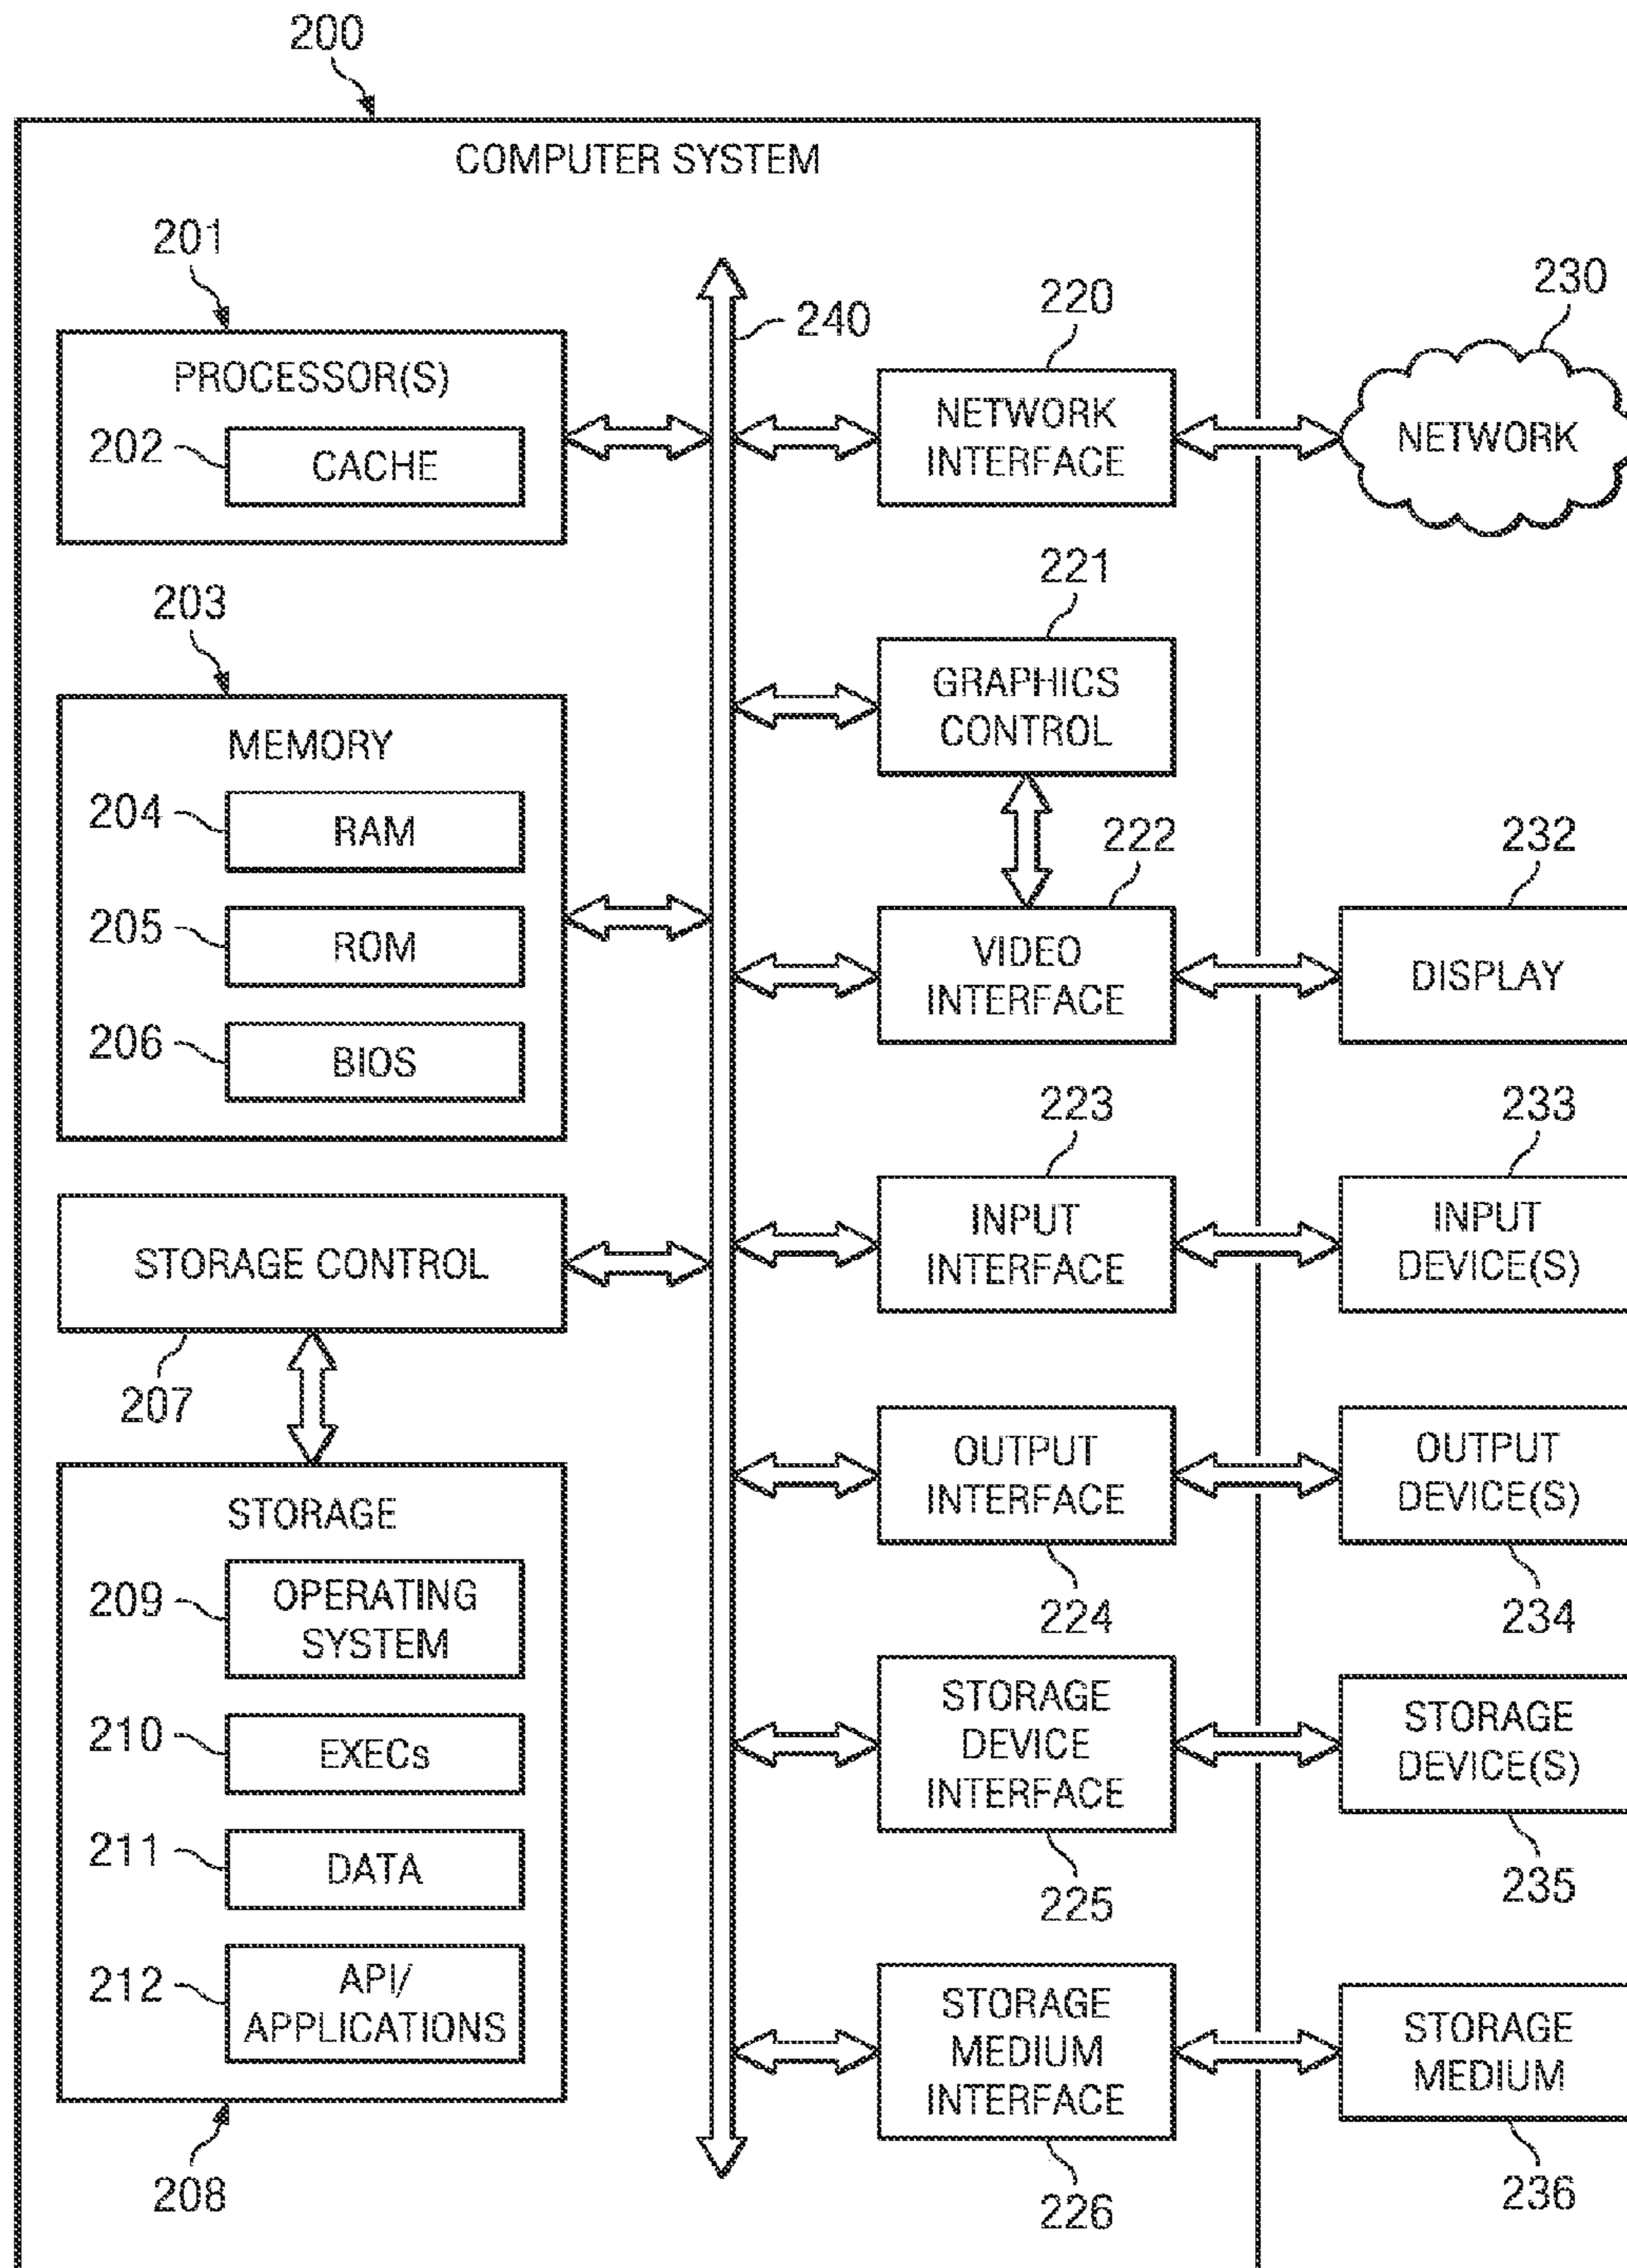 200
COMPUTER SYSTEM
201
PROCESSOR(S)
202
CACHE
203
MEMORY
204
RAM
205
ROM
206
BIOS
STORAGE CONTROL
207
STORAGE
209
OPERATING
SYSTEM
210
EXECs
211
DATA
212
API/
APPLICATIONS
208
240
220
NETWORK
INTERFACE
230
NETWORK
221
GRAPHICS
CONTROL
222
VIDEO
INTERFACE
232
DISPLAY
223
INPUT
INTERFACE
233
INPUT
DEVICE(S)
OUTPUT
INTERFACE
224
OUTPUT
DEVICE(S)
234
STORAGE
DEVICE
INTERFACE
225
STORAGE
DEVICE(S)
235
STORAGE
MEDIUM
INTERFACE
226
STORAGE
MEDIUM
236